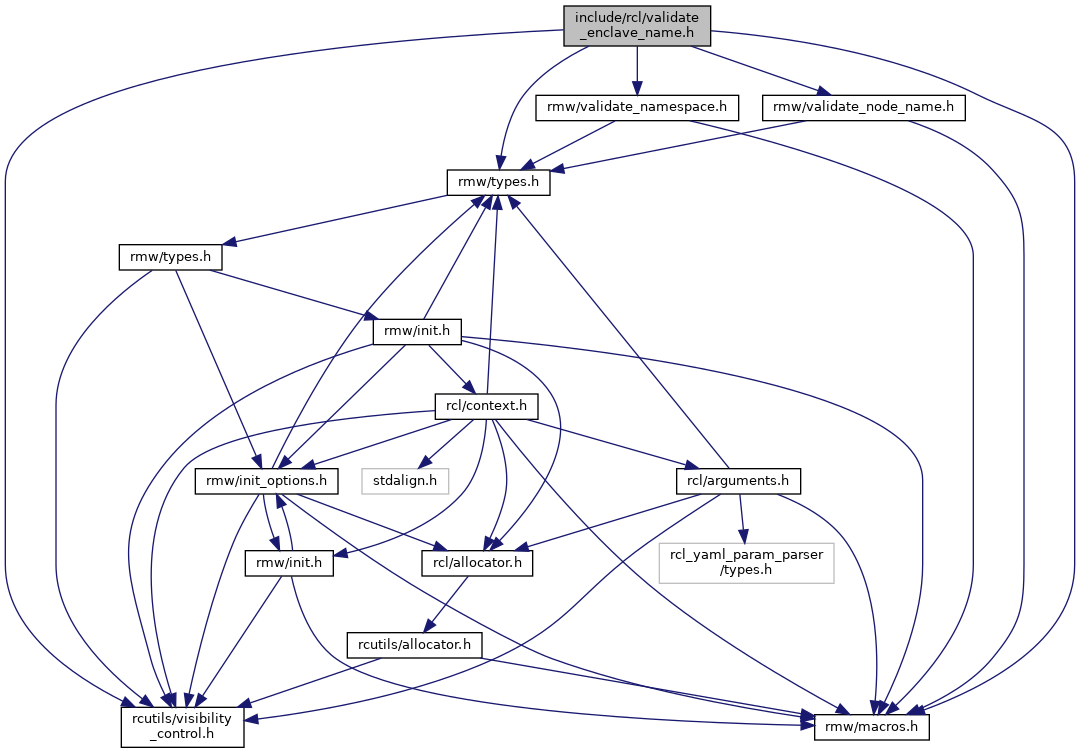 include/rcl/validate
_enclave_name.h
rmw/validate_namespace.h
rmw/validate_node_name.h
rmw/types.h
rmw/types.h
rmw/init.h
rcl/context.h
rmw/init_options.h
stdalign.h
rcl/arguments.h
rmw/init.h
rcl/allocator.h
rcl_yaml_param_parser
/types.h
rcutils/allocator.h
rcutils/visibility
_control.h
rmw/macros.h